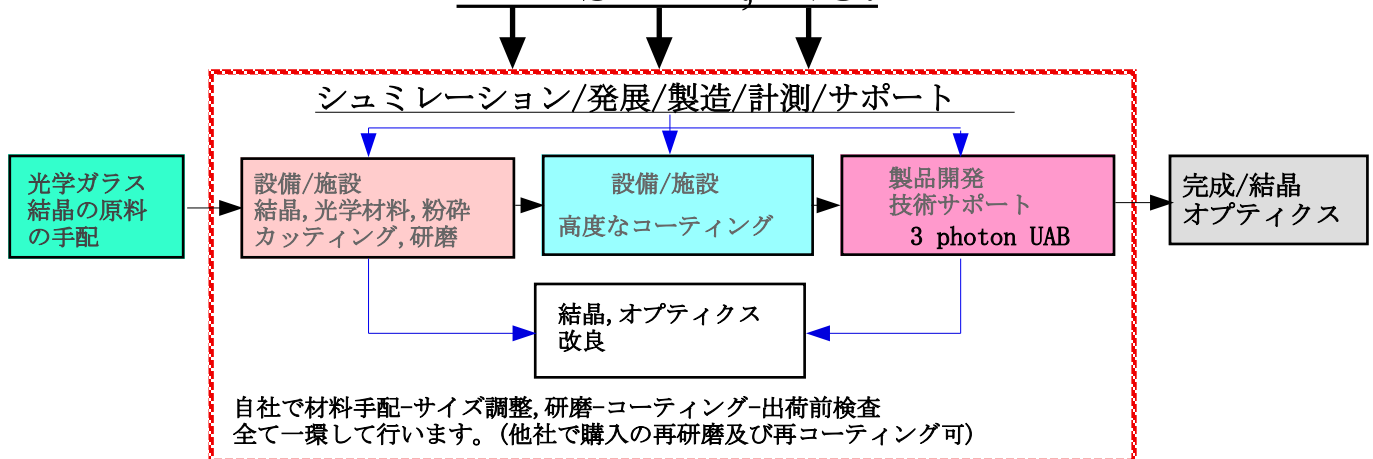 シュミレーション/発展/製造/計測/サポート
光学ガラス
結晶の原料
の手配
設備/施設
結晶,光学材料,粉砕
カッティング,研磨
設備/施設
高度なコーティング
製品開発
技術サポート
3 photon UAB
完成/結晶
オプティクス
結晶,オプティクス
改良
自社で材料手配-サイズ調整,研磨-コーティング-出荷前検査
全て一環して行います。(他社で購入の再研磨及び再コーティング可)